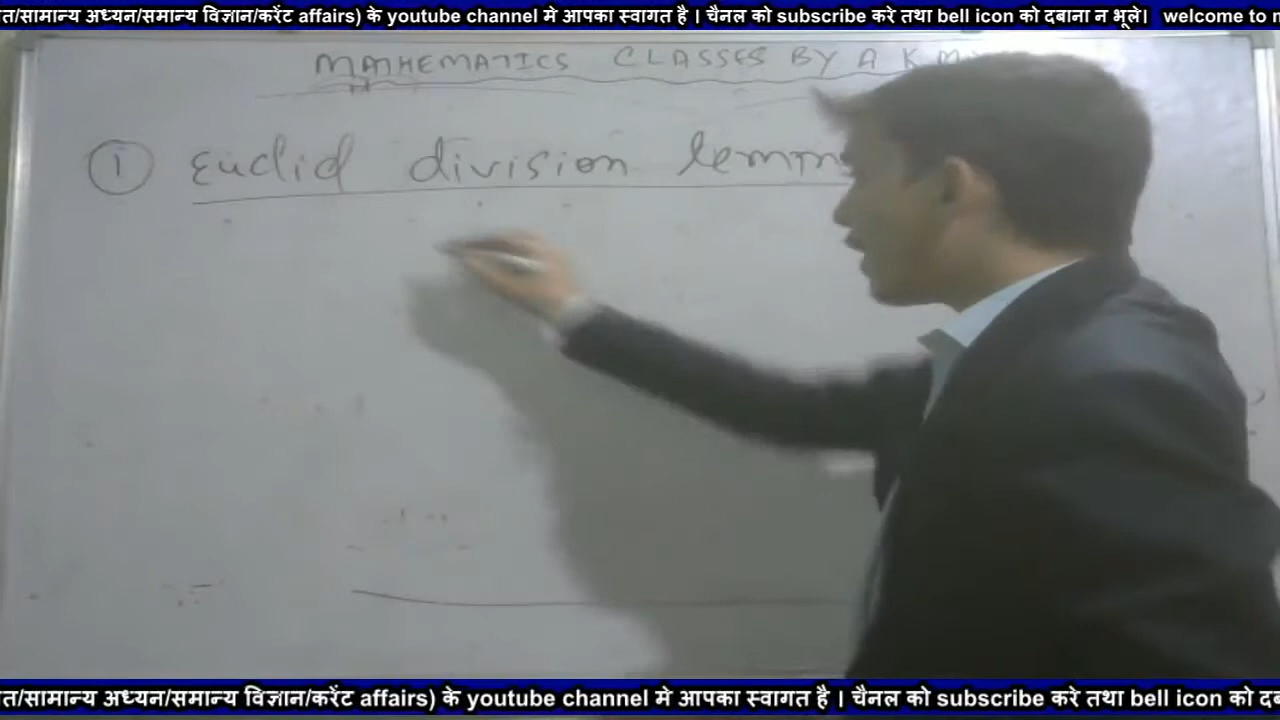 त/सामान्य अध्यन/समान्य विज्ञान/करेंट affairs) के youtube channel मे आपका स्वागत है । चैनल को subscribe करे तथा bell icon को दबाना न भूले। welcome to
MATHEMATICS CLASSES BY A K
① Euclid division lemm
त/सामान्य अध्यन/समान्य विज्ञान/करेंट affairs) के youtube channel मे आपका स्वागत है । चैनल को subscribe करे तथा bell icon को